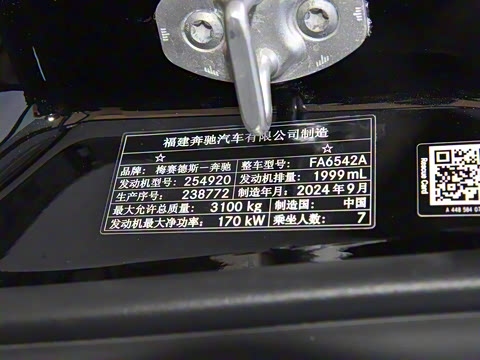 福建奔驰汽车有限公司制造
☆ ☆
品牌: 梅赛德斯—奔驰 整车型号: FA6542A
发动机型号: 254920 发动机排量: 1999mL
生产序号: 238772 制造年月: 2024年9月
最大允许总质量: 3100 kg 制造国: 中国
发动机最大净功率: 170 kW 乘坐人数: 7
Rescue Card